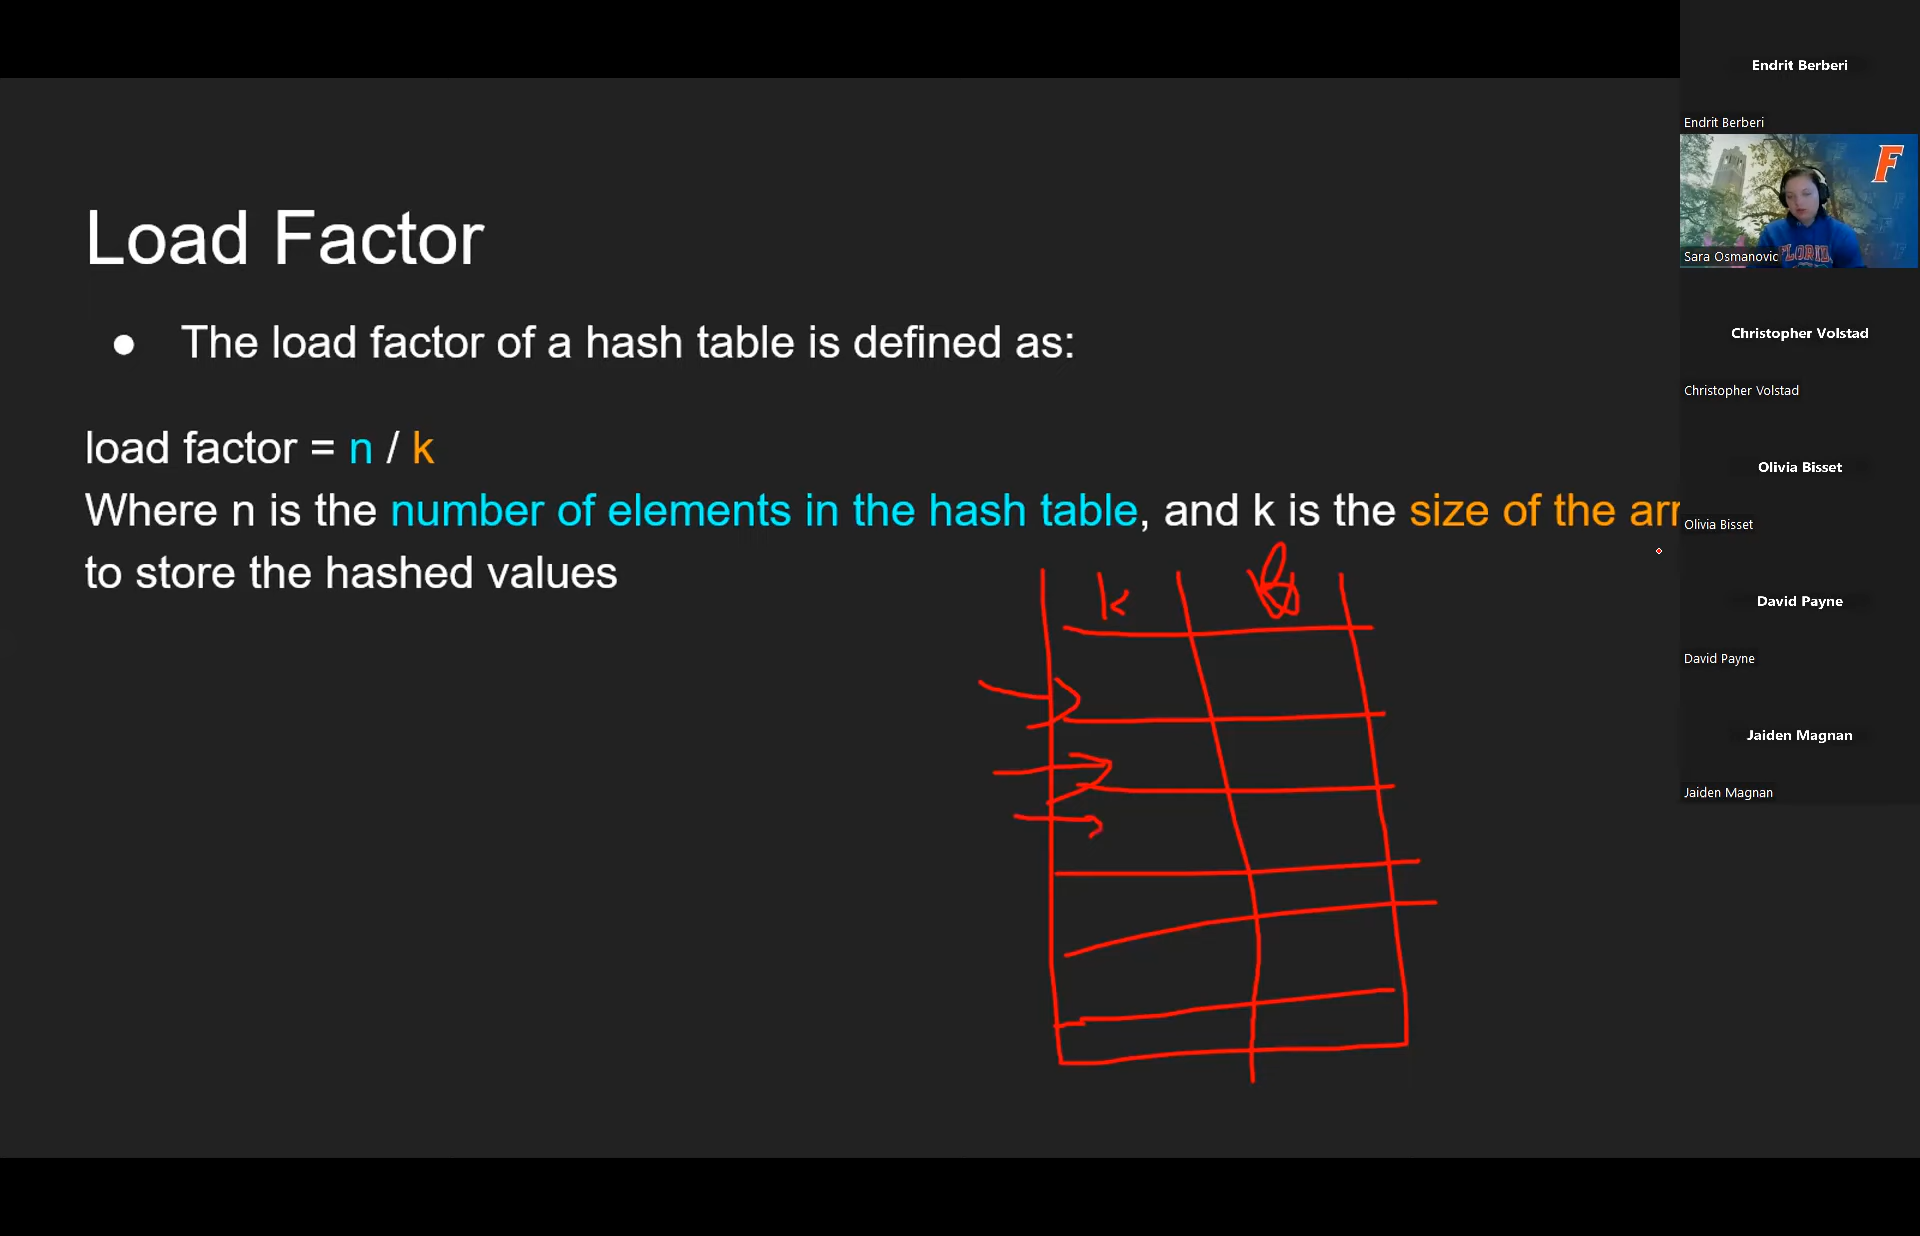 Load Factor
● The load factor of a hash table is defined as:
load factor = n / k
Where n is the number of elements in the hash table, and k is the size of the arr
to store the hashed values
k
Endrit Berberi
Endrit Berberi
F
FLORID
Sara Osmanovic
Christopher Volstad
Christopher Volstad
Olivia Bisset
Olivia Bisset
David Payne
David Payne
Jaiden Magnan
Jaiden Magnan